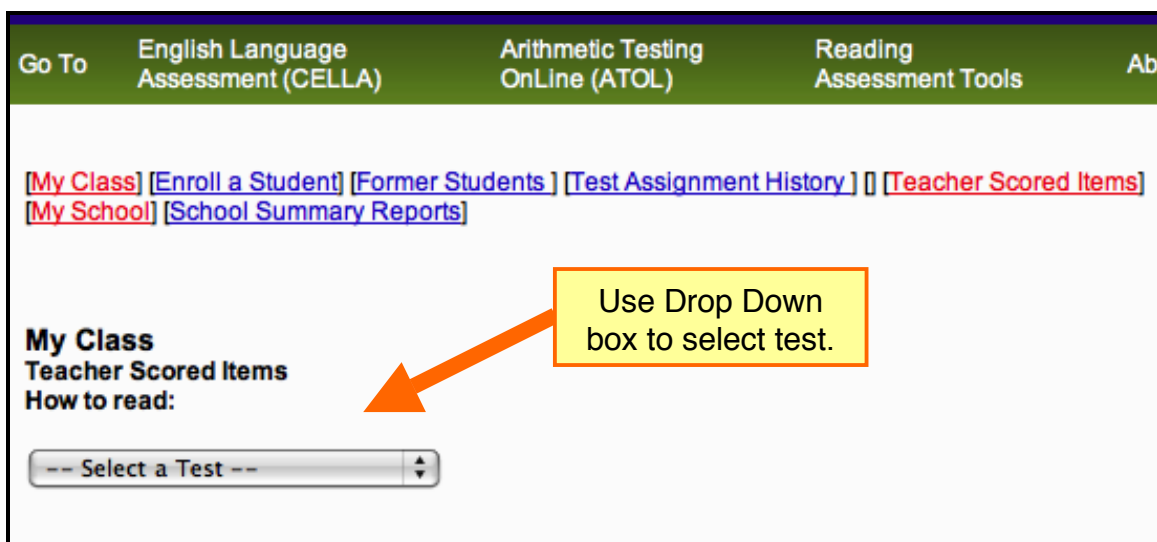 Go To
English Language
Assessment (CELLA)
Arithmetic Testing
OnLine (ATOL)
Reading
Assessment Tools
[My Class] [Enroll a Student] [Former Students ] [Test Assignment History ] [] [Teacher Scored Items]
[My School] [School Summary Reports]
Use Drop Down
box to select test.
My Class
Teacher Scored Items
How to read:
-- Select a Test --